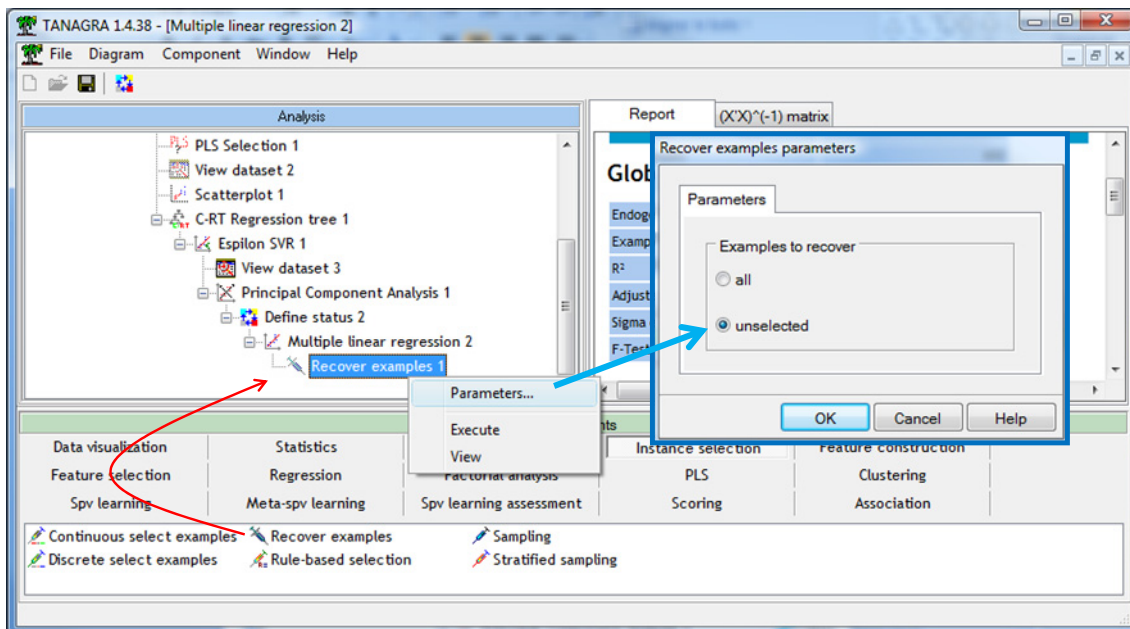 TANAGRA 1.4.38 - [Multiple linear regression 2]
File Diagram Component Window Help
Analysis
PLS Selection 1
View dataset 2
Scatterplot 1
C-RT Regression tree 1
Espilon SVR 1
View dataset 3
Principal Component Analysis 1
Define status 2
Multiple linear regression 2
Recover examples 1
Report (X'X)^(-1) matrix
Glob
Endog
Examp
R²
Adjust
Sigma
F-Test
Recover examples parameters
Parameters
Examples to recover
all
unselected
OK Cancel Help
Parameters...
Execute
View
nts
Data visualization Statistics Instance selection Feature construction
Feature selection Regression Factorial analysis PLS Clustering
Spv learning Meta-spv learning Spv learning assessment Scoring Association
Continuous select examples Recover examples Sampling
Discrete select examples Rule-based selection Stratified sampling